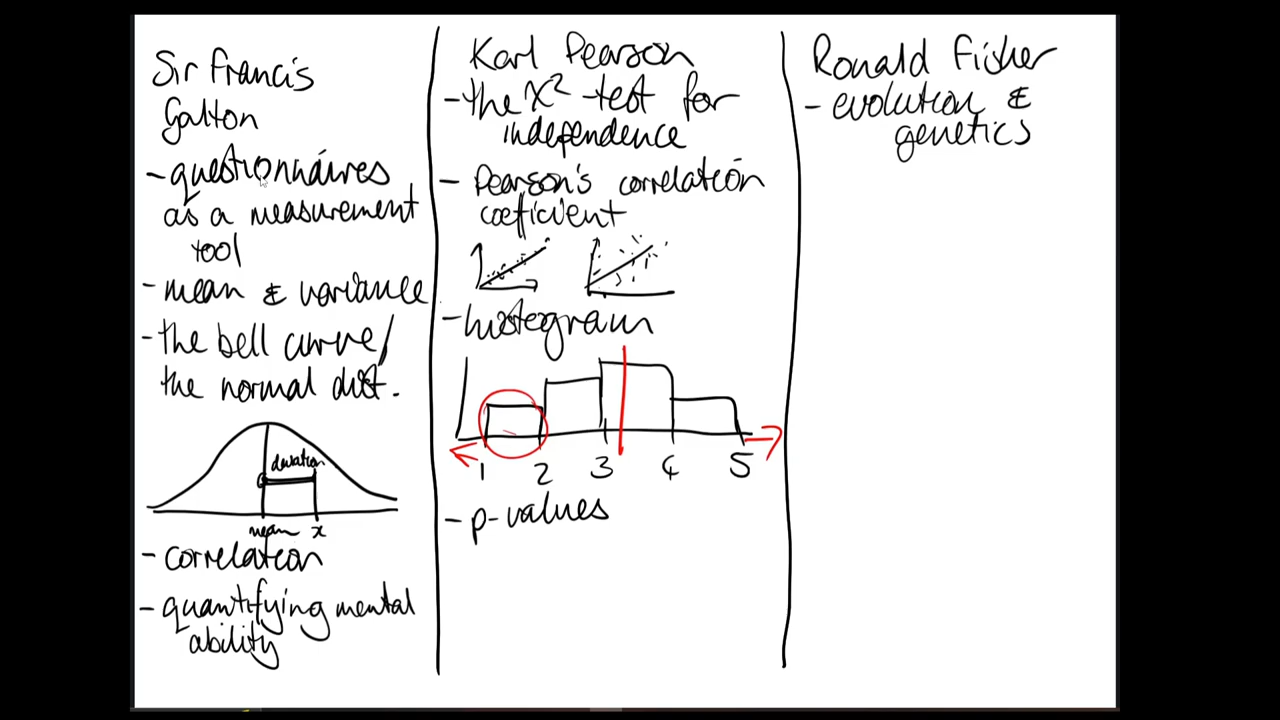 Sir Francis
Galton
- questionnaires
as a measurement
tool
- mean & variance
- the bell curve/
the normal dist.
deviation
mean x
- correlation
- quantifying mental
ability
Karl Pearson
- the χ² test for
independence
- Pearson's correlation
coeficient
- histogram
1 2 3 4 5
- p-values
Ronald Fisher
- evolution &
genetics